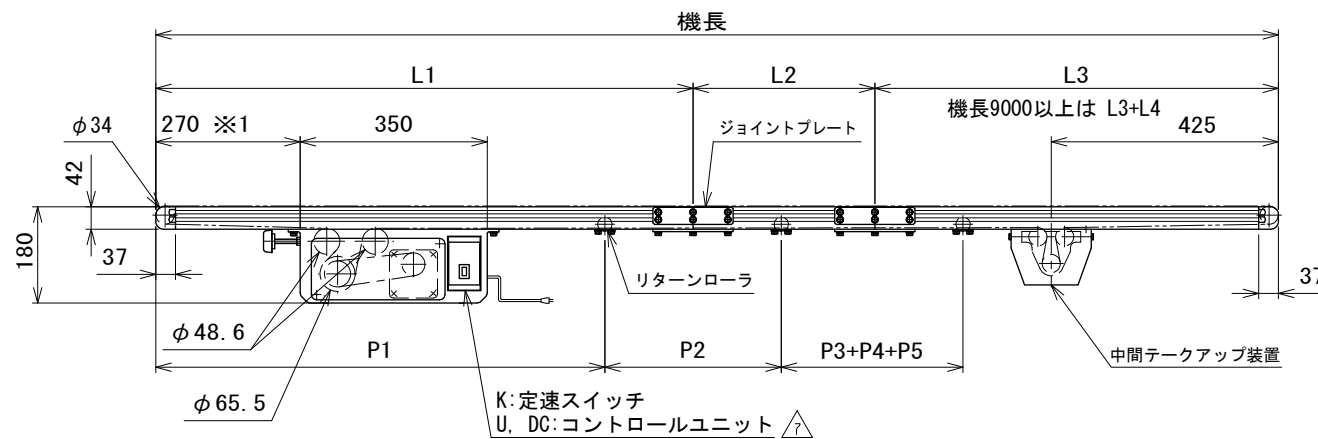 機長
L1
L2
L3
機長9000以上は L3+L4
φ34
270 ※1
350
ジョイントプレート
425
42
180
37
リターンローラ
37
φ48.6
P1
P2
P3+P4+P5
中間テークアップ装置
φ65.5
K:定速スイッチ
U, DC:コントロールユニット 7